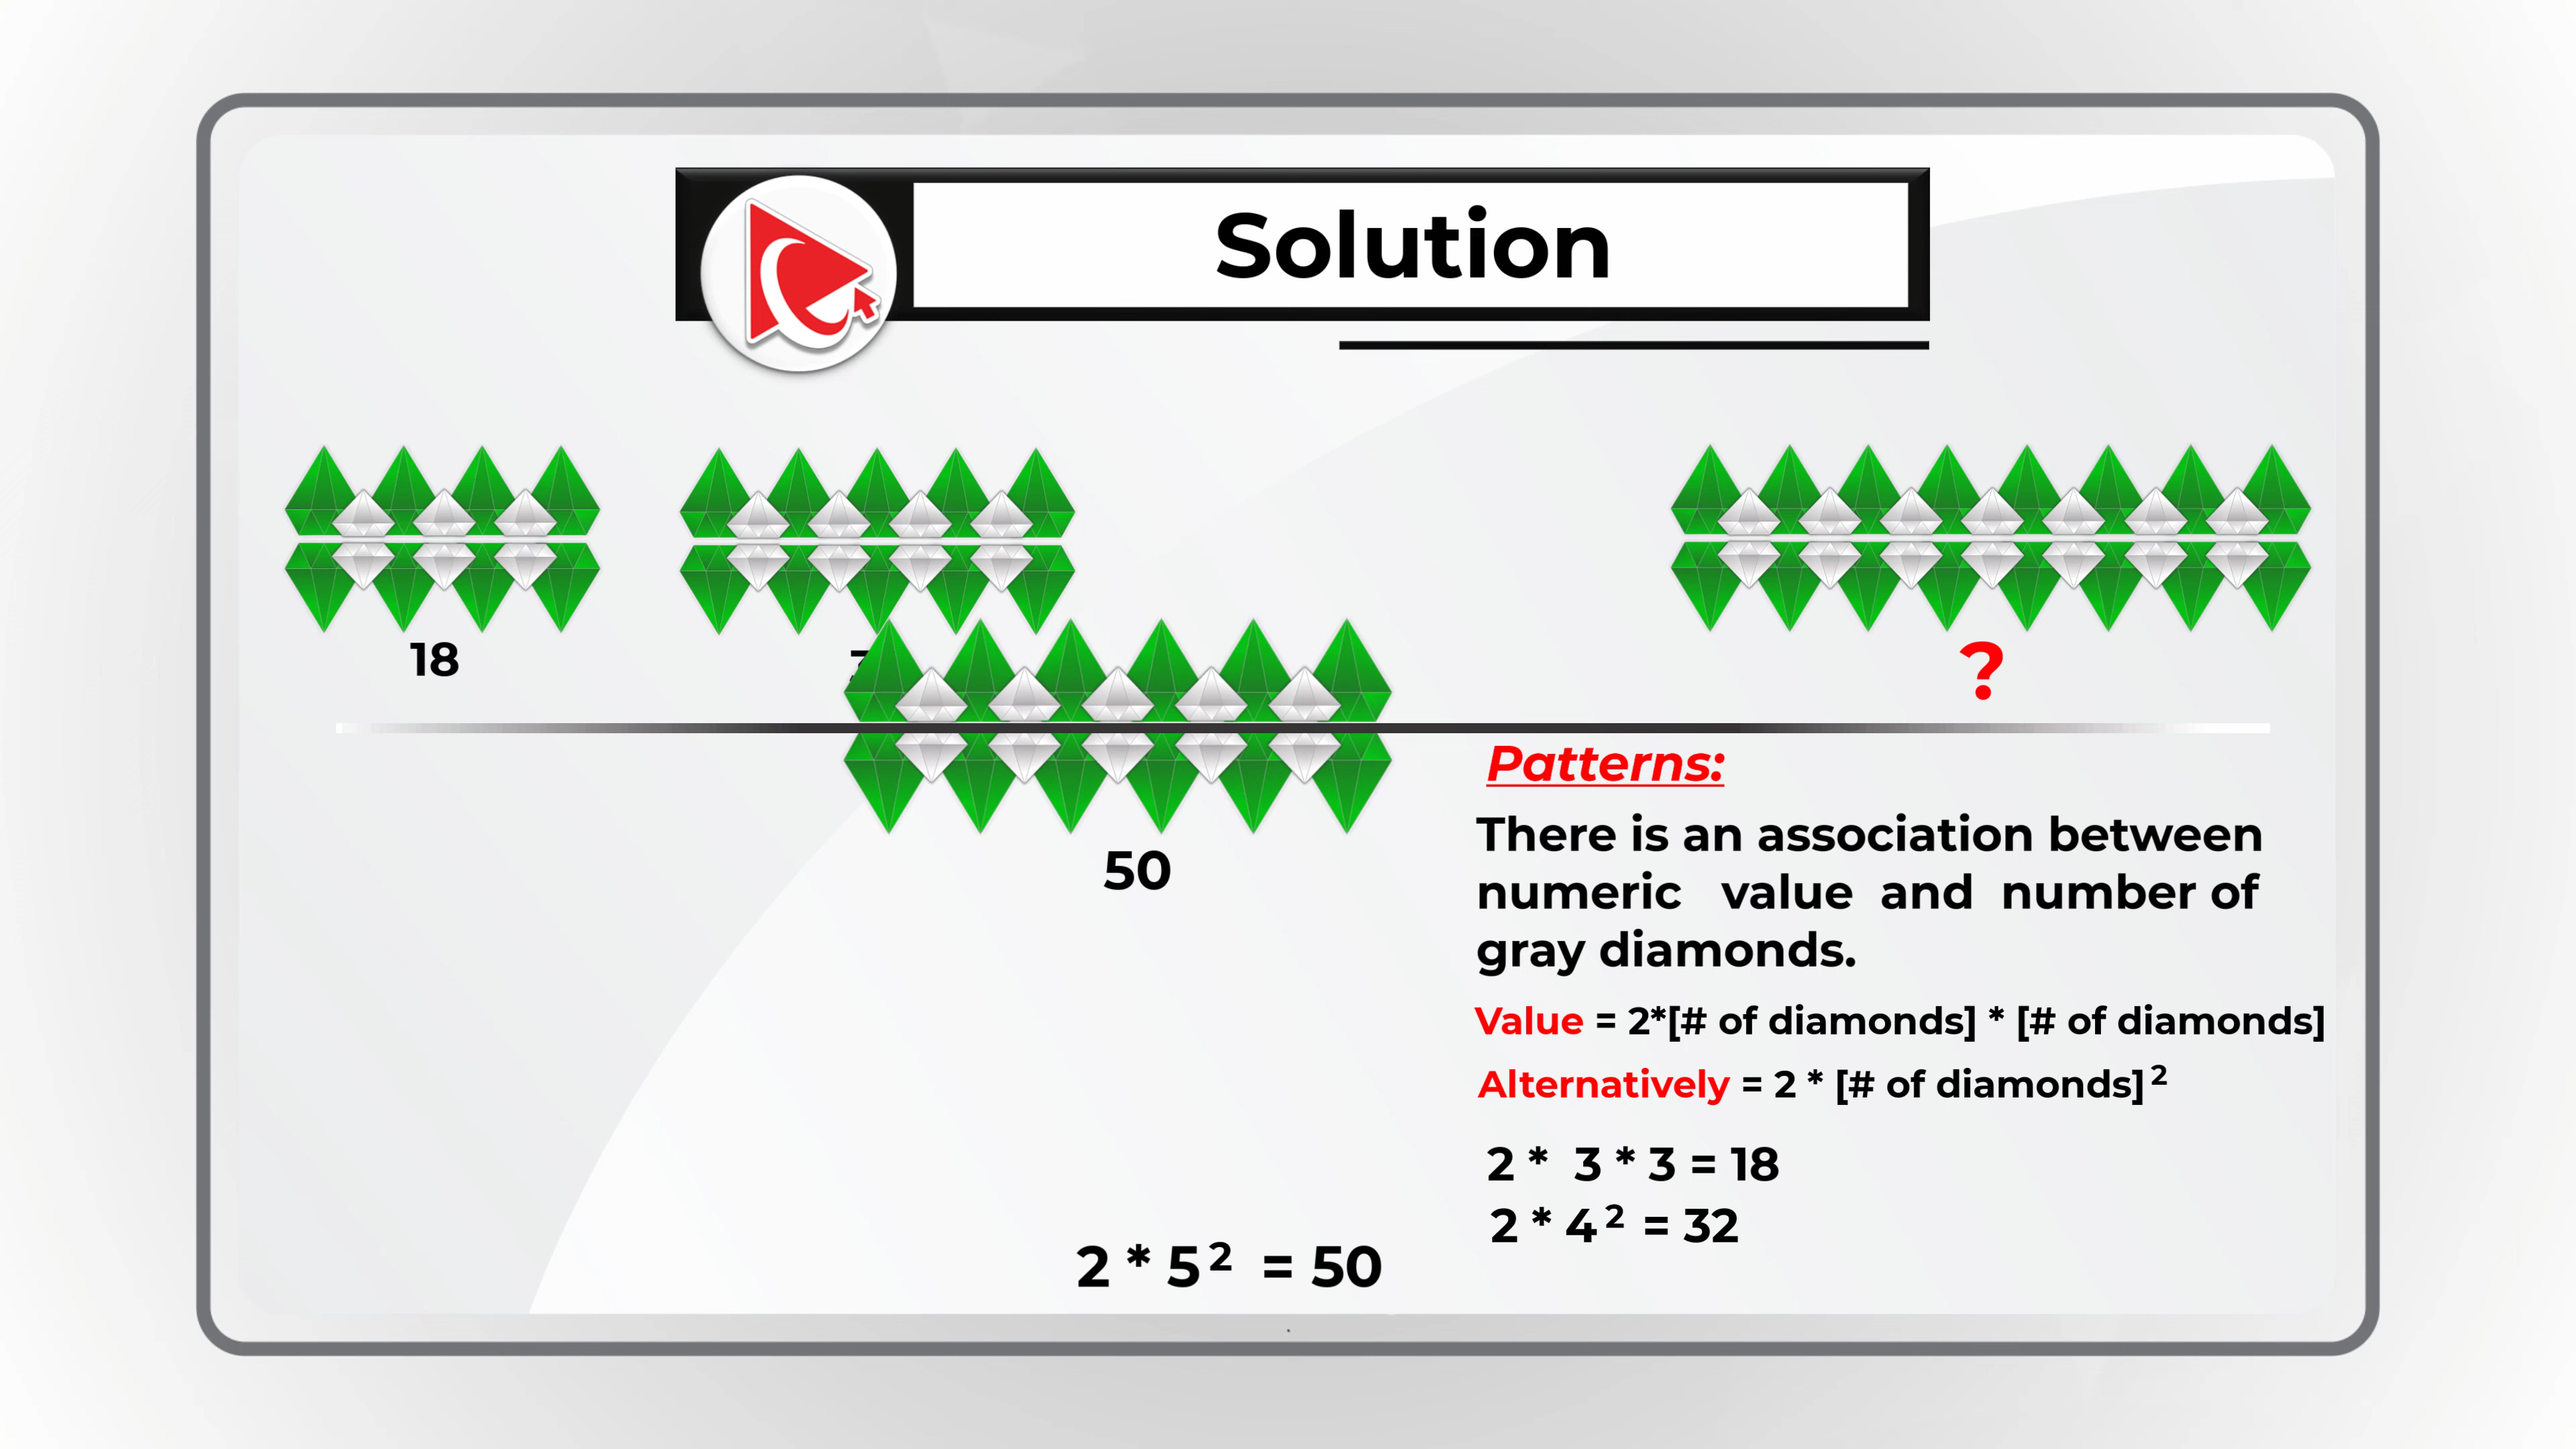 Solution
18
?
50
Patterns:
There is an association between
numeric value and number of
gray diamonds.
Value = 2*[# of diamonds] * [# of diamonds]
Alternatively = 2 * [# of diamonds]²
2 * 3 * 3 = 18
2 * 4² = 32
2 * 5² = 50